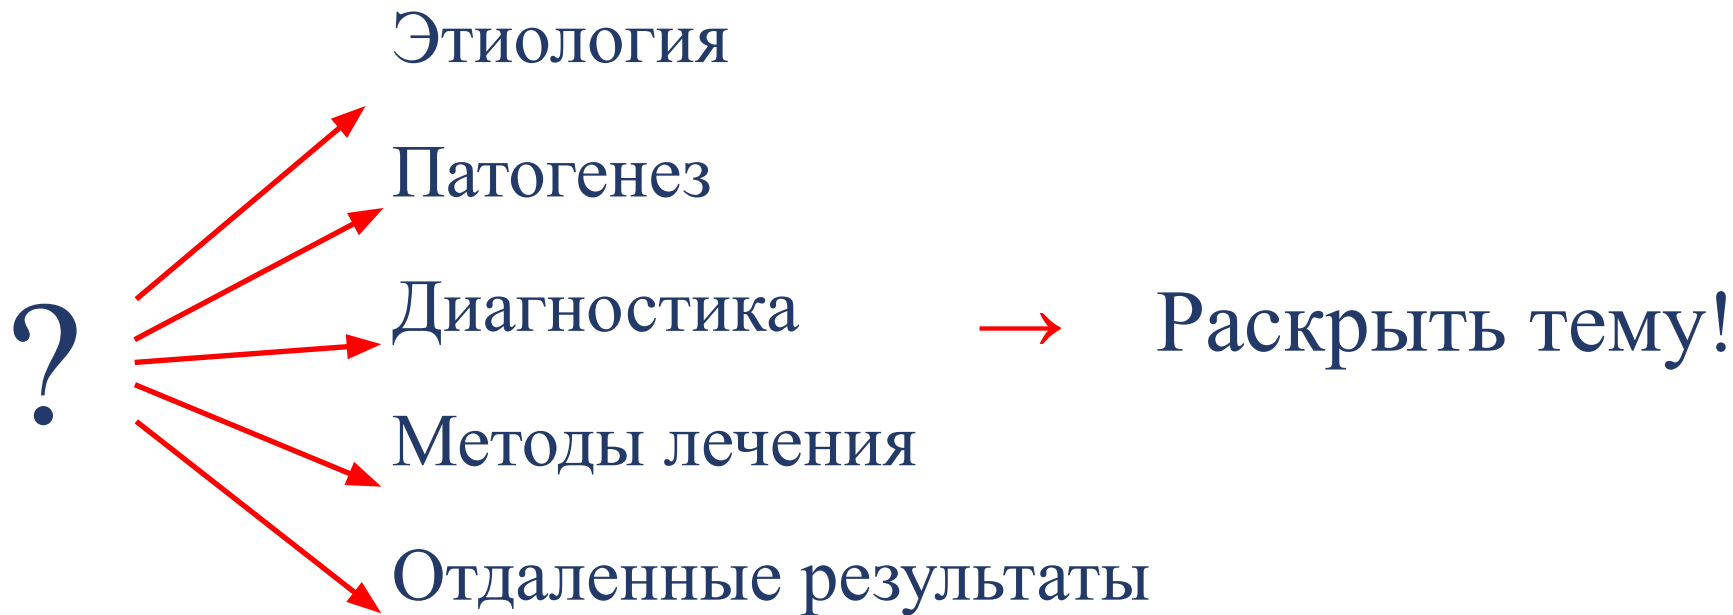 Этиология
Патогенез
?
Диагностика
→ Раскрыть тему!
Методы лечения
Отдаленные результаты